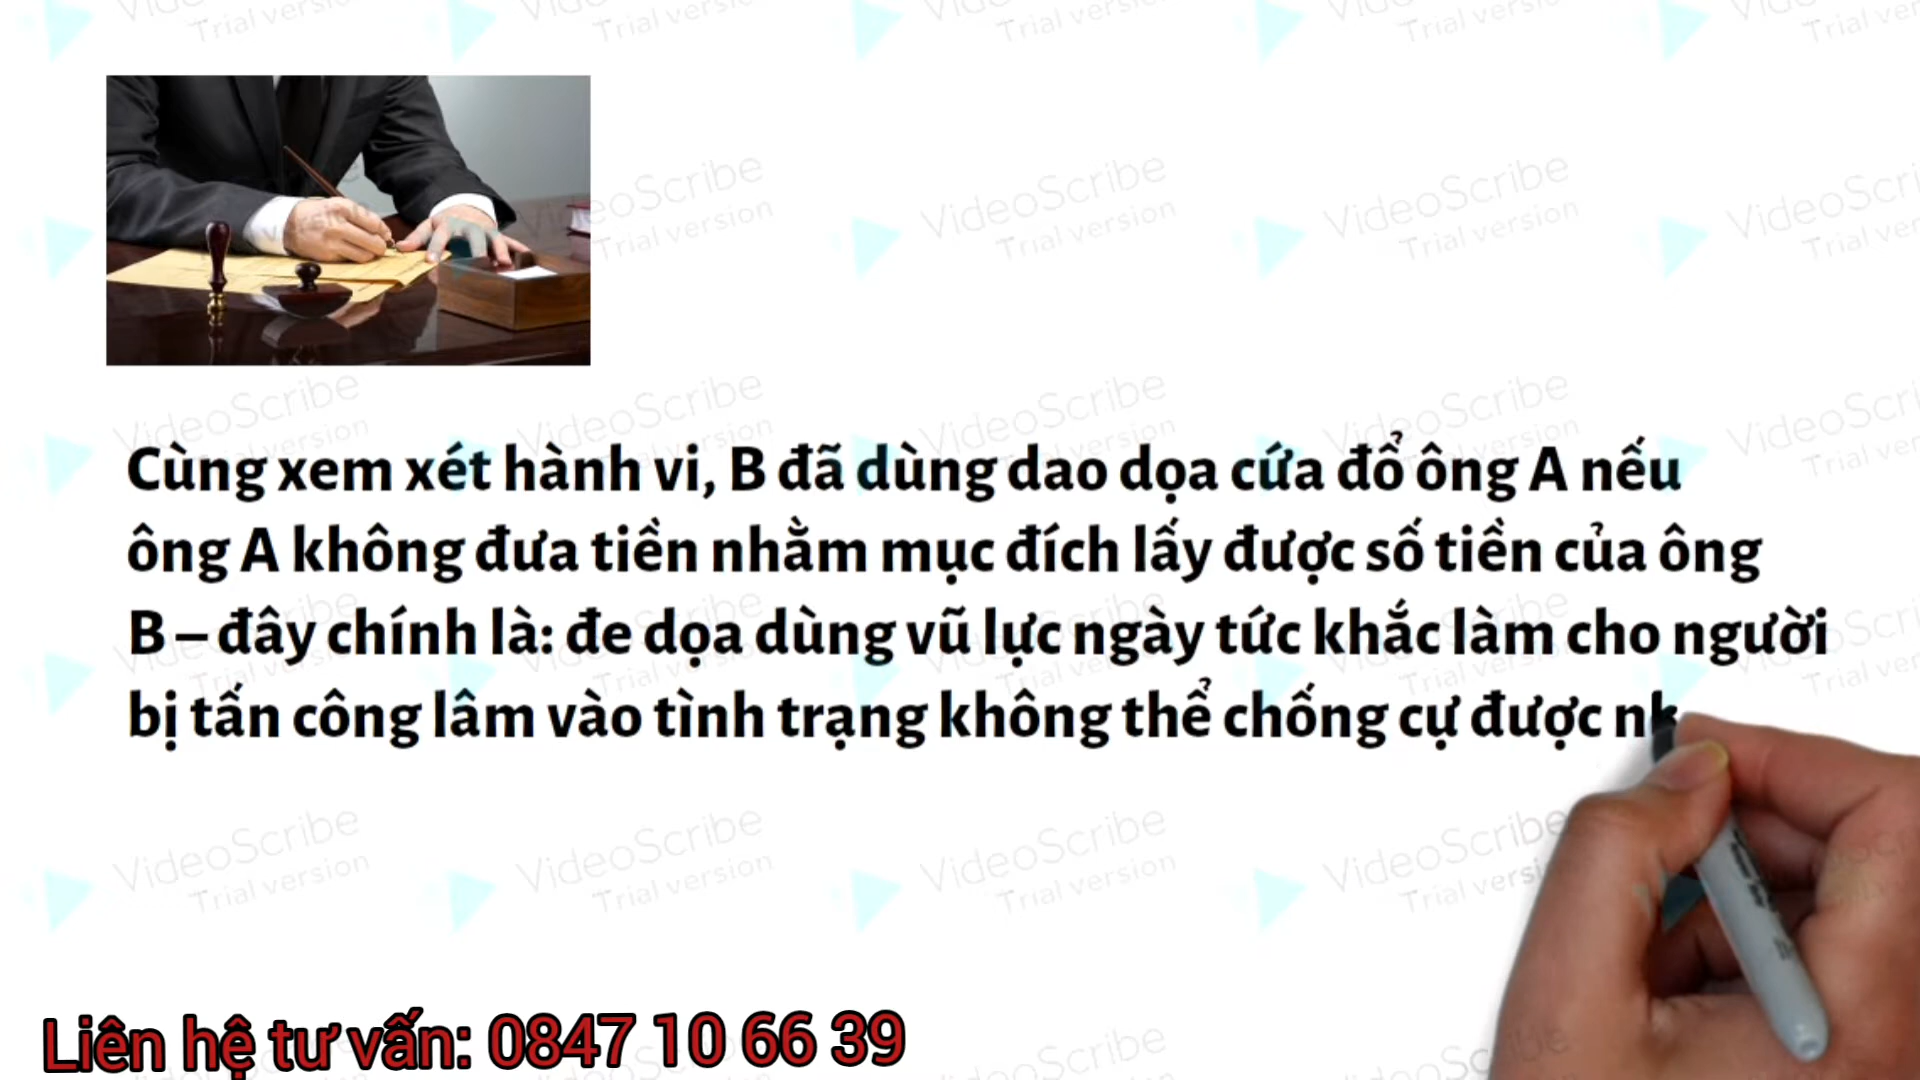 Cùng xem xét hành vi, B đã dùng dao dọa cứa đổ ông A nếu
ông A không đưa tiền nhằm mục đích lấy được số tiền của ông
B – đây chính là: đe dọa dùng vũ lực ngày tức khắc làm cho người
bị tấn công lâm vào tình trạng không thể chống cự được
Liên hệ tư vấn: 0847 10 66 39
VideoScribe
Trial version